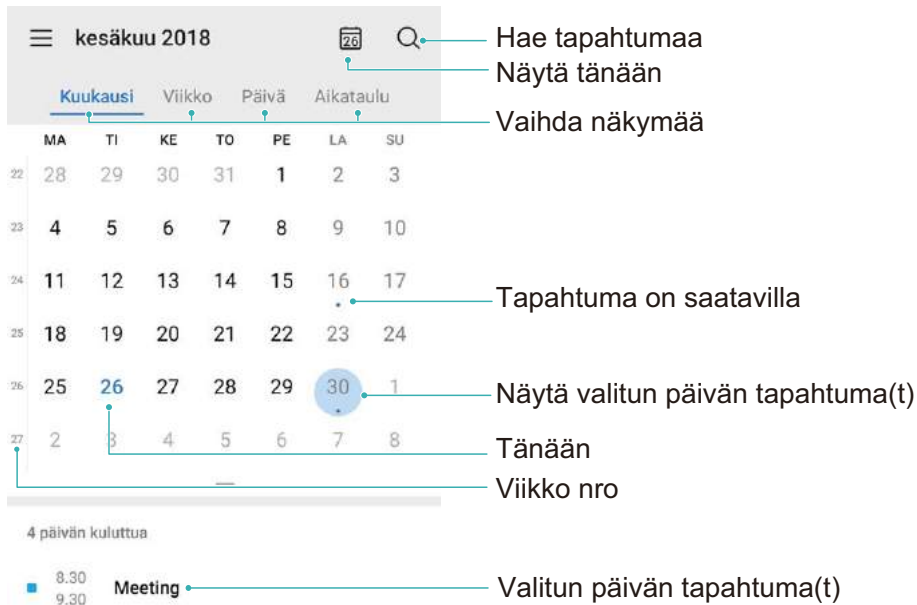 kesäkuu 2018 26
Hae tapahtumaa
Näytä tänään
Kuukausi Viikko Päivä Aikataulu
Vaihda näkymää
MA TI KE TO PE LA SU
22 28 29 30 31 1 2 3
23 4 5 6 7 8 9 10
24 11 12 13 14 15 16 17
Tapahtuma on saatavilla
25 18 19 20 21 22 23 24
26 25 26 27 28 29 30 1
Näytä valitun päivän tapahtuma(t)
27 2 3 4 5 6 7 8
Tänään
Viikko nro
4 päivän kuluttua
8.30
Meeting
Valitun päivän tapahtuma(t)
9.30